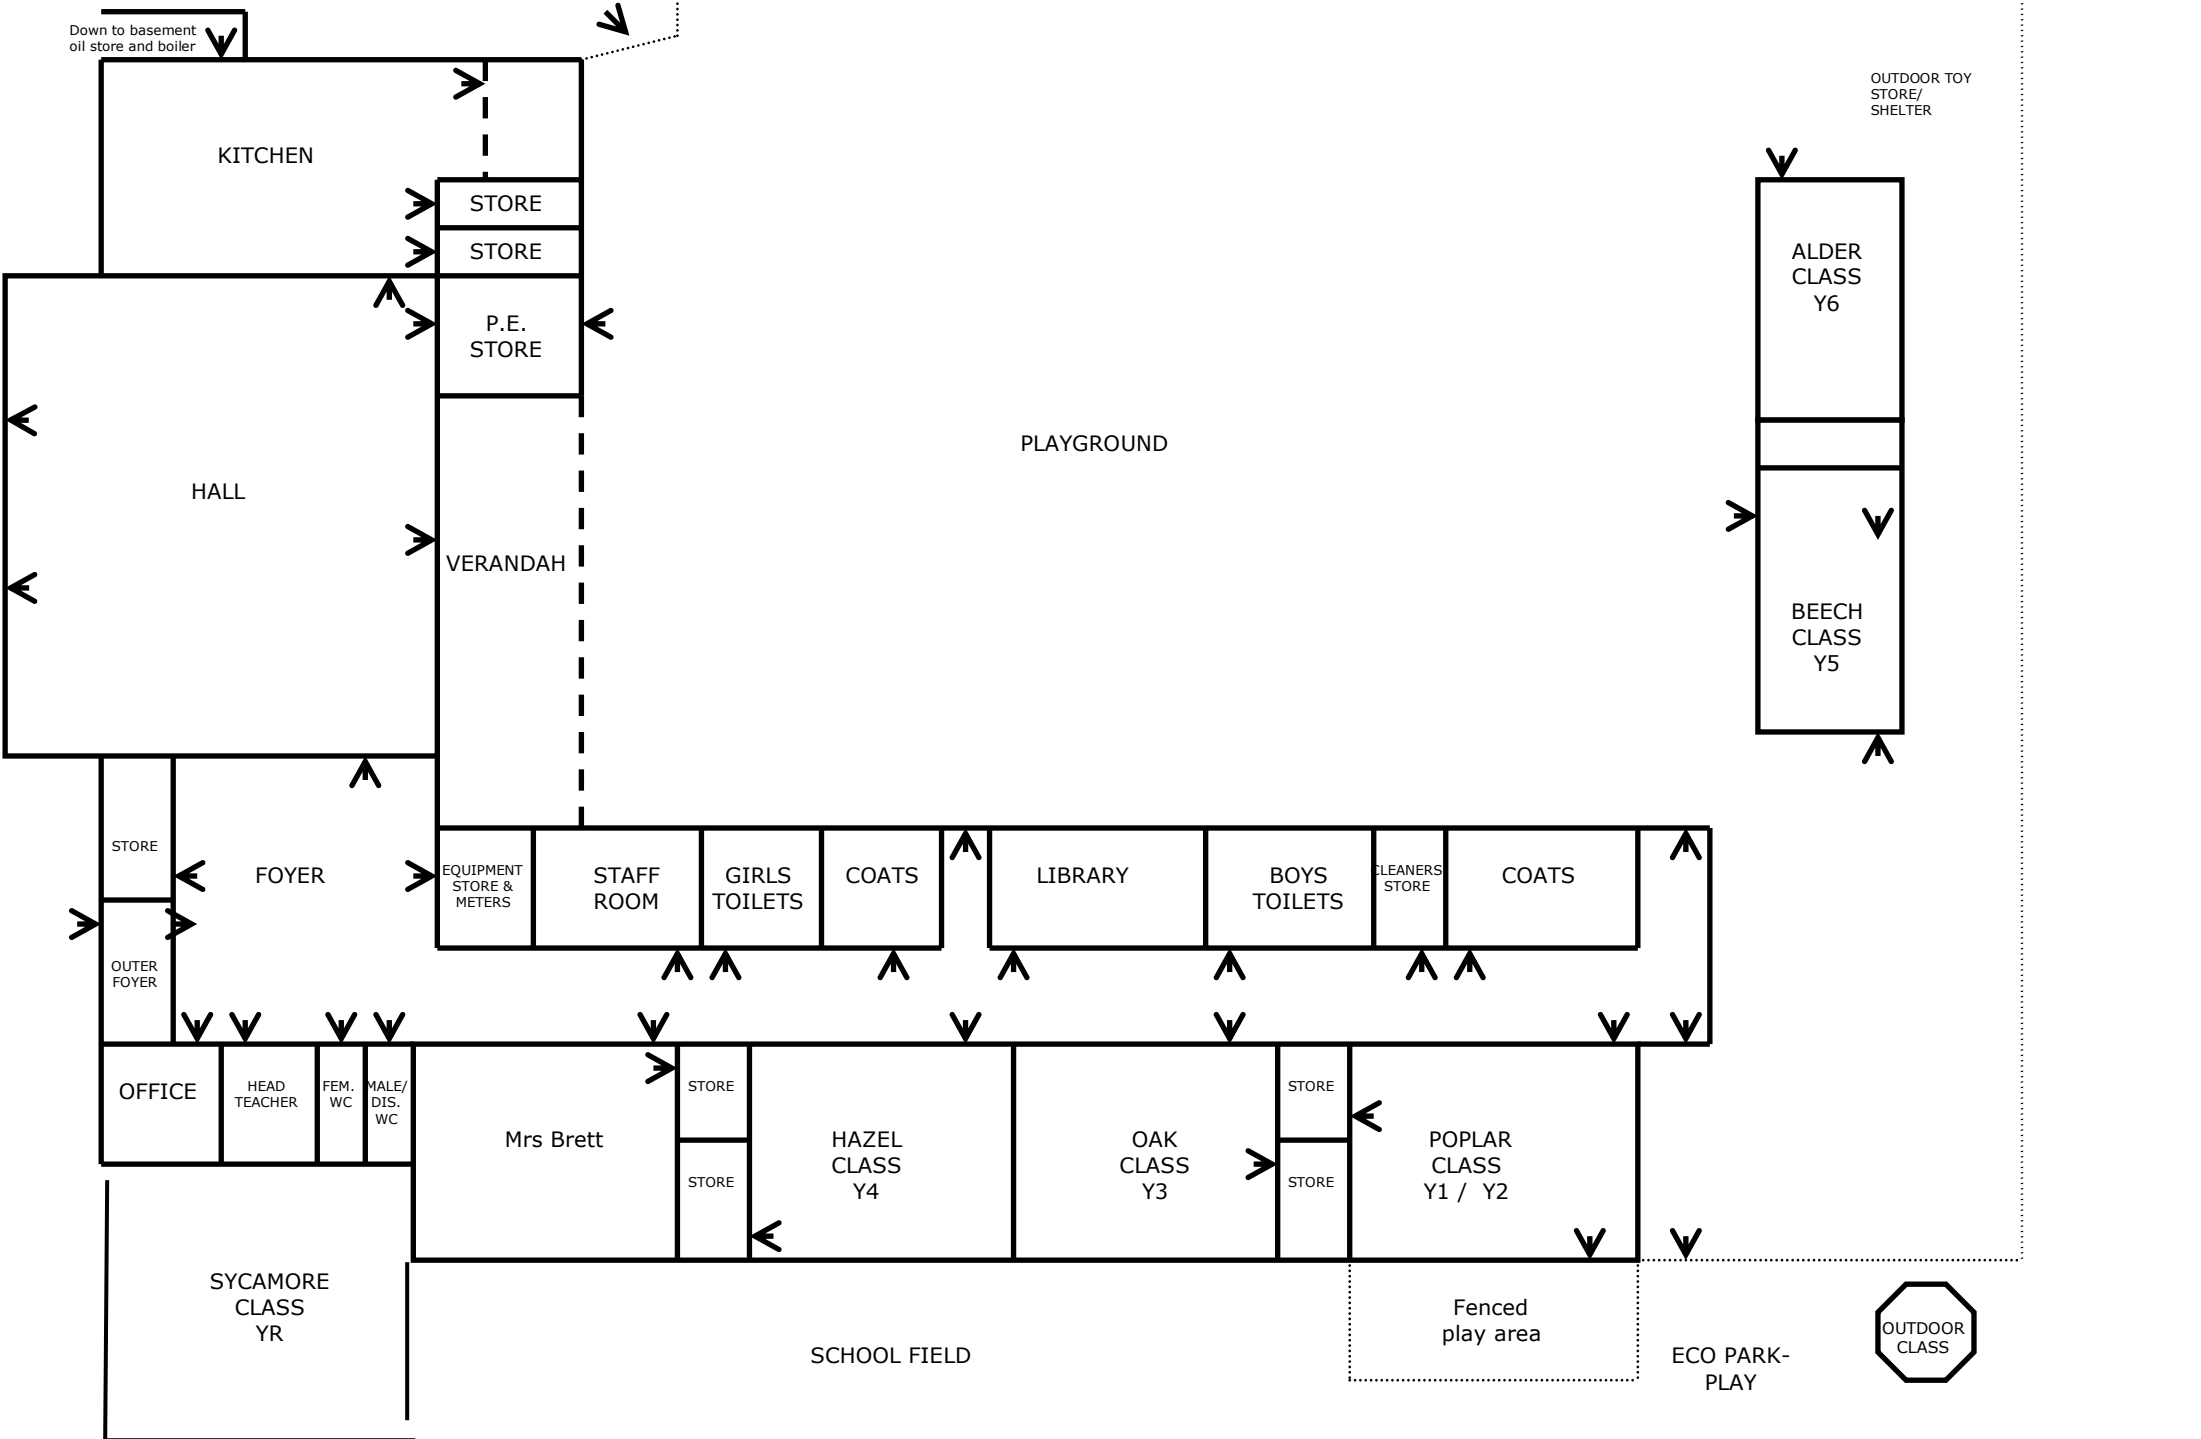 Down to basement
oil store and boiler
OUTDOOR TOY
STORE/
SHELTER
KITCHEN
STORE
STORE
ALDER
CLASS
Y6
P.E.
STORE
PLAYGROUND
HALL
VERANDAH
BEECH
CLASS
Y5
STORE
FOYER
EQUIPMENT
STORE &
METERS
STAFF
ROOM
GIRLS
TOILETS
COATS
LIBRARY
BOYS
TOILETS
CLEANERS
STORE
COATS
OUTER
FOYER
OFFICE
HEAD
TEACHER
FEM.
WC
MALE/
DIS.
WC
Mrs Brett
STORE
STORE
HAZEL
CLASS
Y4
OAK
CLASS
Y3
STORE
STORE
POPLAR
CLASS
Y1 / Y2
SYCAMORE
CLASS
YR
SCHOOL FIELD
Fenced
play area
ECO PARK-
PLAY
OUTDOOR
CLASS